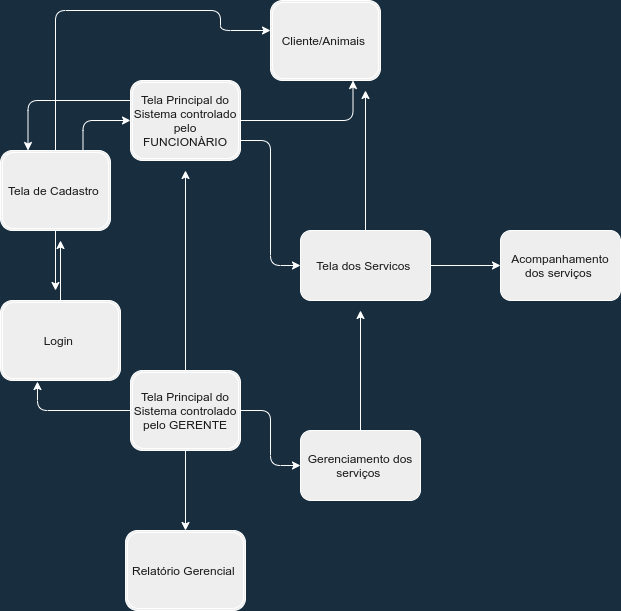 Cliente/Animais
Tela Principal do
Sistema controlado
pelo
FUNCIONÀRIO
Tela de Cadastro
Tela dos Servicos
Acompanhamento
dos serviços
Login
Tela Principal do
Sistema controlado
pelo GERENTE
Gerenciamento dos
serviços
Relatório Gerencial